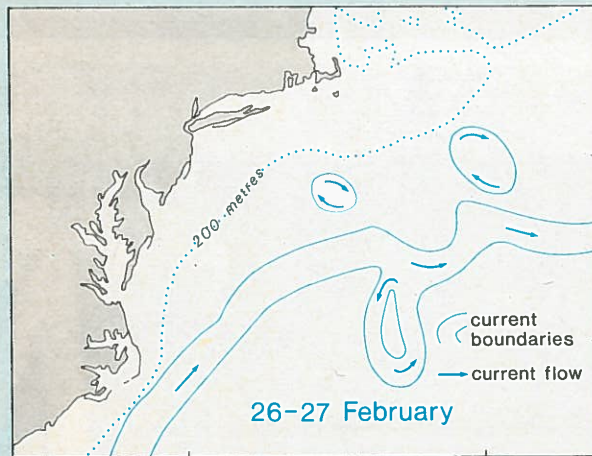 200 metres
current
boundaries
current flow
26–27 February